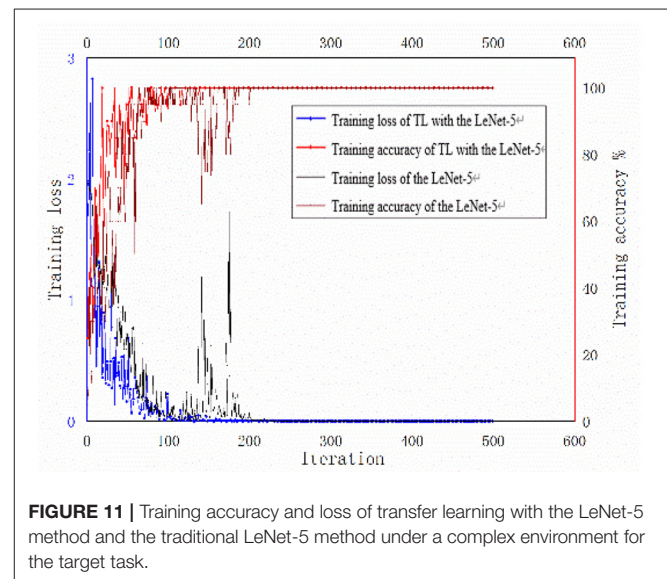 0 100 200 300 400 500 600
3
2
1
0
Training loss
100
80
60
40
20
0
Training accuracy %
Training loss of TL with the LeNet-5↵
Training accuracy of TL with the LeNet-5↵
Training loss of the LeNet-5↵
Training accuracy of the LeNet-5↵
0 100 200 300 400 500 600
Iteration
FIGURE 11 | Training accuracy and loss of transfer learning with the LeNet-5
method and the traditional LeNet-5 method under a complex environment for
the target task.